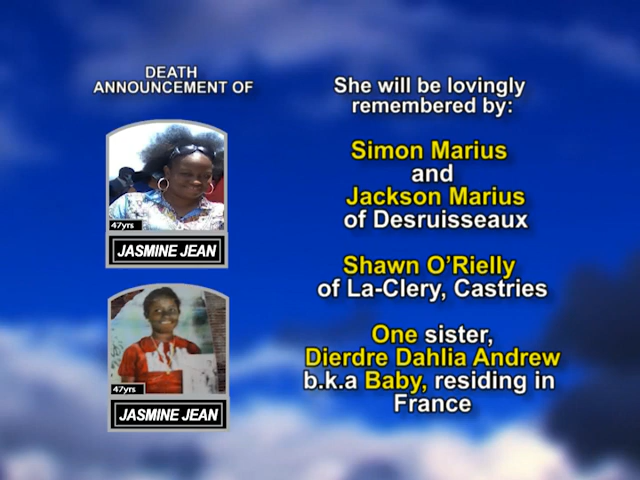 DEATH
ANNOUNCEMENT OF
47yrs
JASMINE JEAN
47yrs
JASMINE JEAN
She will be lovingly
remembered by:
Simon Marius
and
Jackson Marius
of Desruisseaux
Shawn O'Rielly
of La-Clery, Castries
One sister,
Dierdre Dahlia Andrew
b.k.a Baby, residing in
France